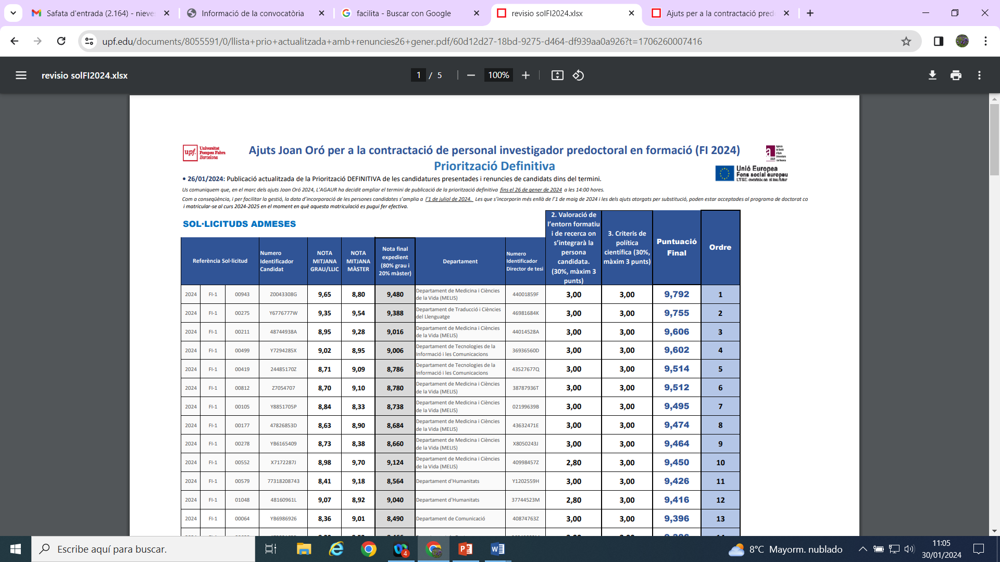 Safata d'entrada (2.164) - nieve
Informació de la convocatòria
facilita - Buscar con Google
revisio solFI2024.xlsx
Ajuts per a la contractació pred
upf.edu/documents/8055591/0/llista+prio+actualitzada+amb+renuncies26+gener.pdf/60d12d27-18bd-9275-d464-df939aa0a926?t=1706260007416
revisio solFI2024.xlsx
1 / 5
100%
upf. Universitat Pompeu Fabra Barcelona
Ajuts Joan Oró per a la contractació de personal investigador predoctoral en formació (FI 2024)
Priorització Definitiva
Agència de Gestió d'Ajuts Universitaris i de Recerca
Unió Europea
Fons social europeu
• 26/01/2024: Publicació actualitzada de la Priorització DEFINITIVA de les candidatures presentades i renuncies de candidats dins del termini.
Us comuniquem que, en el marc dels ajuts Joan Oró 2024, L'AGAUR ha decidit ampliar el termini de publicació de la priorització definitiva fins el 26 de gener de 2024 a les 14:00 hores.
Com a conseqüència, i per facilitar la gestió, la data d'incorporació de les persones candidates s'amplia a l'1 de juliol de 2024. Les que s'incorporin més enllà de l'1 de maig de 2024 i les dels ajuts atorgats per substitució, poden estar acceptades al programa de doctorat co
i matricular-se al curs 2024-2025 en el moment en què aquesta matriculació es pugui fer efectiva.
SOL·LICITUDS ADMESES
Referència Sol·licitud
Numero Identificador Candidat
NOTA MITJANA GRAU/LLIC
NOTA MITJANA MÀSTER
Nota final expedient (80% grau i 20% màster)
Departament
Numero Identificador Director de tesi
2. Valoració de l'entorn formatiu i de recerca on s'integrarà la persona candidata. (30%, màxim 3 punts)
3. Criteris de política científica (30%, màxim 3 punts)
Puntuació Final
Ordre
2024 FI-1 00943 Z0043308G 9,65 8,80 9,480 Departament de Medicina i Ciències de la Vida (MELIS) 44001859F 3,00 3,00 9,792 1
2024 FI-1 00275 Y6776777W 9,35 9,54 9,388 Departament de Traducció i Ciències del Llenguatge 46981684K 3,00 3,00 9,755 2
2024 FI-1 00211 48744938A 8,95 9,28 9,016 Departament de Medicina i Ciències de la Vida (MELIS) 44014528A 3,00 3,00 9,606 3
2024 FI-1 00499 Y7294285X 9,02 8,95 9,006 Departament de Tecnologies de la Informació i les Comunicacions 36936560D 3,00 3,00 9,602 4
2024 FI-1 00419 24485170Z 8,71 9,09 8,786 Departament de Tecnologies de la Informació i les Comunicacions 43527677Q 3,00 3,00 9,514 5
2024 FI-1 00812 Z7054707 8,70 9,10 8,780 Departament de Medicina i Ciències de la Vida (MELIS) 38787936T 3,00 3,00 9,512 6
2024 FI-1 00105 Y8851705P 8,84 8,33 8,738 Departament de Medicina i Ciències de la Vida (MELIS) 02199639B 3,00 3,00 9,495 7
2024 FI-1 00177 47826853D 8,63 8,90 8,684 Departament de Medicina i Ciències de la Vida (MELIS) 43632471E 3,00 3,00 9,474 8
2024 FI-1 00278 YB6165409 8,73 8,38 8,660 Departament de Medicina i Ciències de la Vida (MELIS) X8050243J 3,00 3,00 9,464 9
2024 FI-1 00552 X7172287J 8,98 9,70 9,124 Departament de Medicina i Ciències de la Vida (MELIS) 40998457Z 2,80 3,00 9,450 10
2024 FI-1 00579 77318208743 8,41 9,18 8,564 Departament d'Humanitats Y1202559H 3,00 3,00 9,426 11
2024 FI-1 01048 48160961L 9,07 8,92 9,040 Departament d'Humanitats 37744523M 2,80 3,00 9,416 12
2024 FI-1 00064 YB6986926 8,36 9,01 8,490 Departament de Comunicació 40874763Z 3,00 3,00 9,396 13
Escribe aquí para buscar.
4
8°C Mayorm. nublado
11:05
30/01/2024